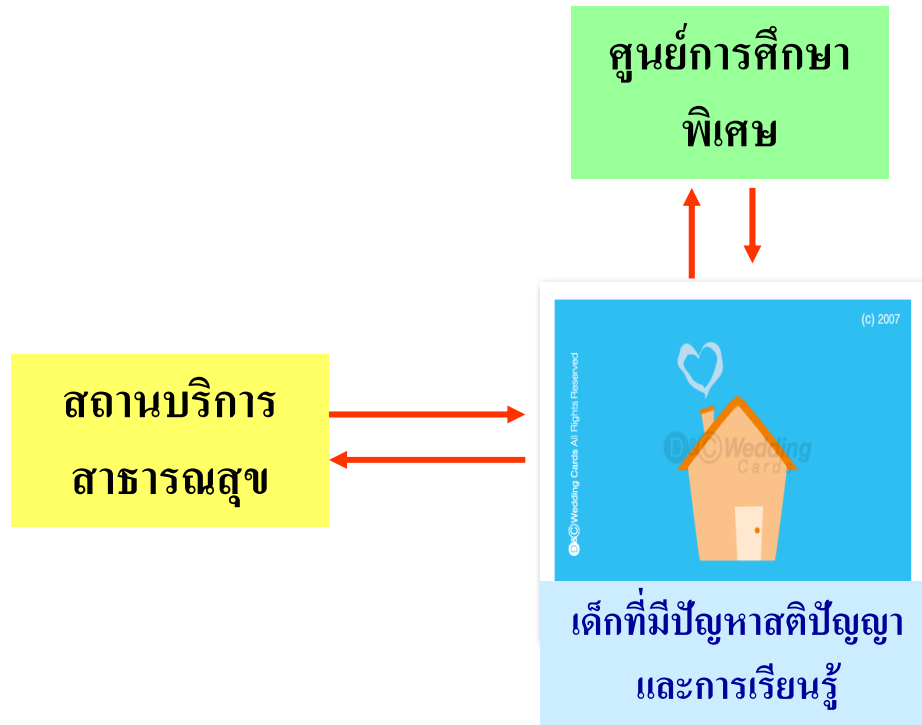 ศูนย์การศึกษา
พิเศษ
สถานบริการ
สาธารณสุข
(c) 2007
D&C Wedding Cards All Rights Reserved
D&C Wedding
Card
เด็กที่มีปัญหาสติปัญญา
และการเรียนรู้